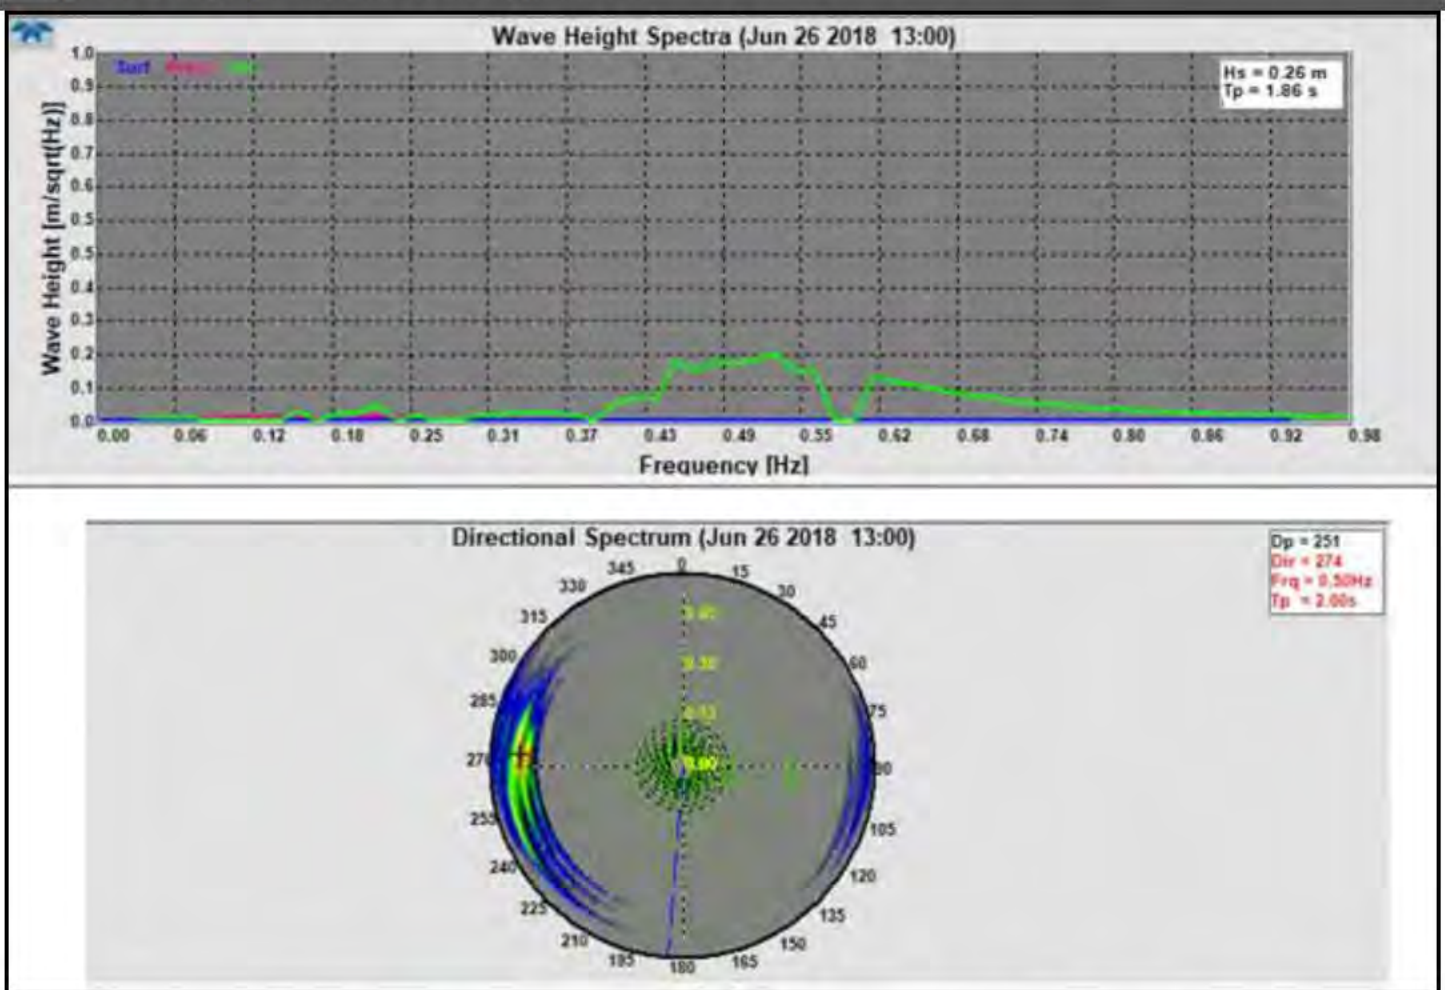 Wave Height Spectra (Jun 26 2018 13:00)
Surf
Hs = 0.26 m
Tp = 1.86 s
Wave Height [m/sqrt(Hz)]
1.0
0.9
0.8
0.7
0.6
0.5
0.5
0.4
0.3
0.2
0.1
0.0
0.00 0.06 0.12 0.18 0.25 0.31 0.37 0.43 0.49 0.55 0.62 0.68 0.74 0.80 0.86 0.92 0.98
Frequency [Hz]
Directional Spectrum (Jun 26 2018 13:00)
Dp = 251
Dir = 274
Frq = 0.50Hz
Tp = 2.00s
0 15 30 45 60 75 90 105 120 135 150 165 180 195 210 225 240 255 270 285 300 315 330 345
0.00